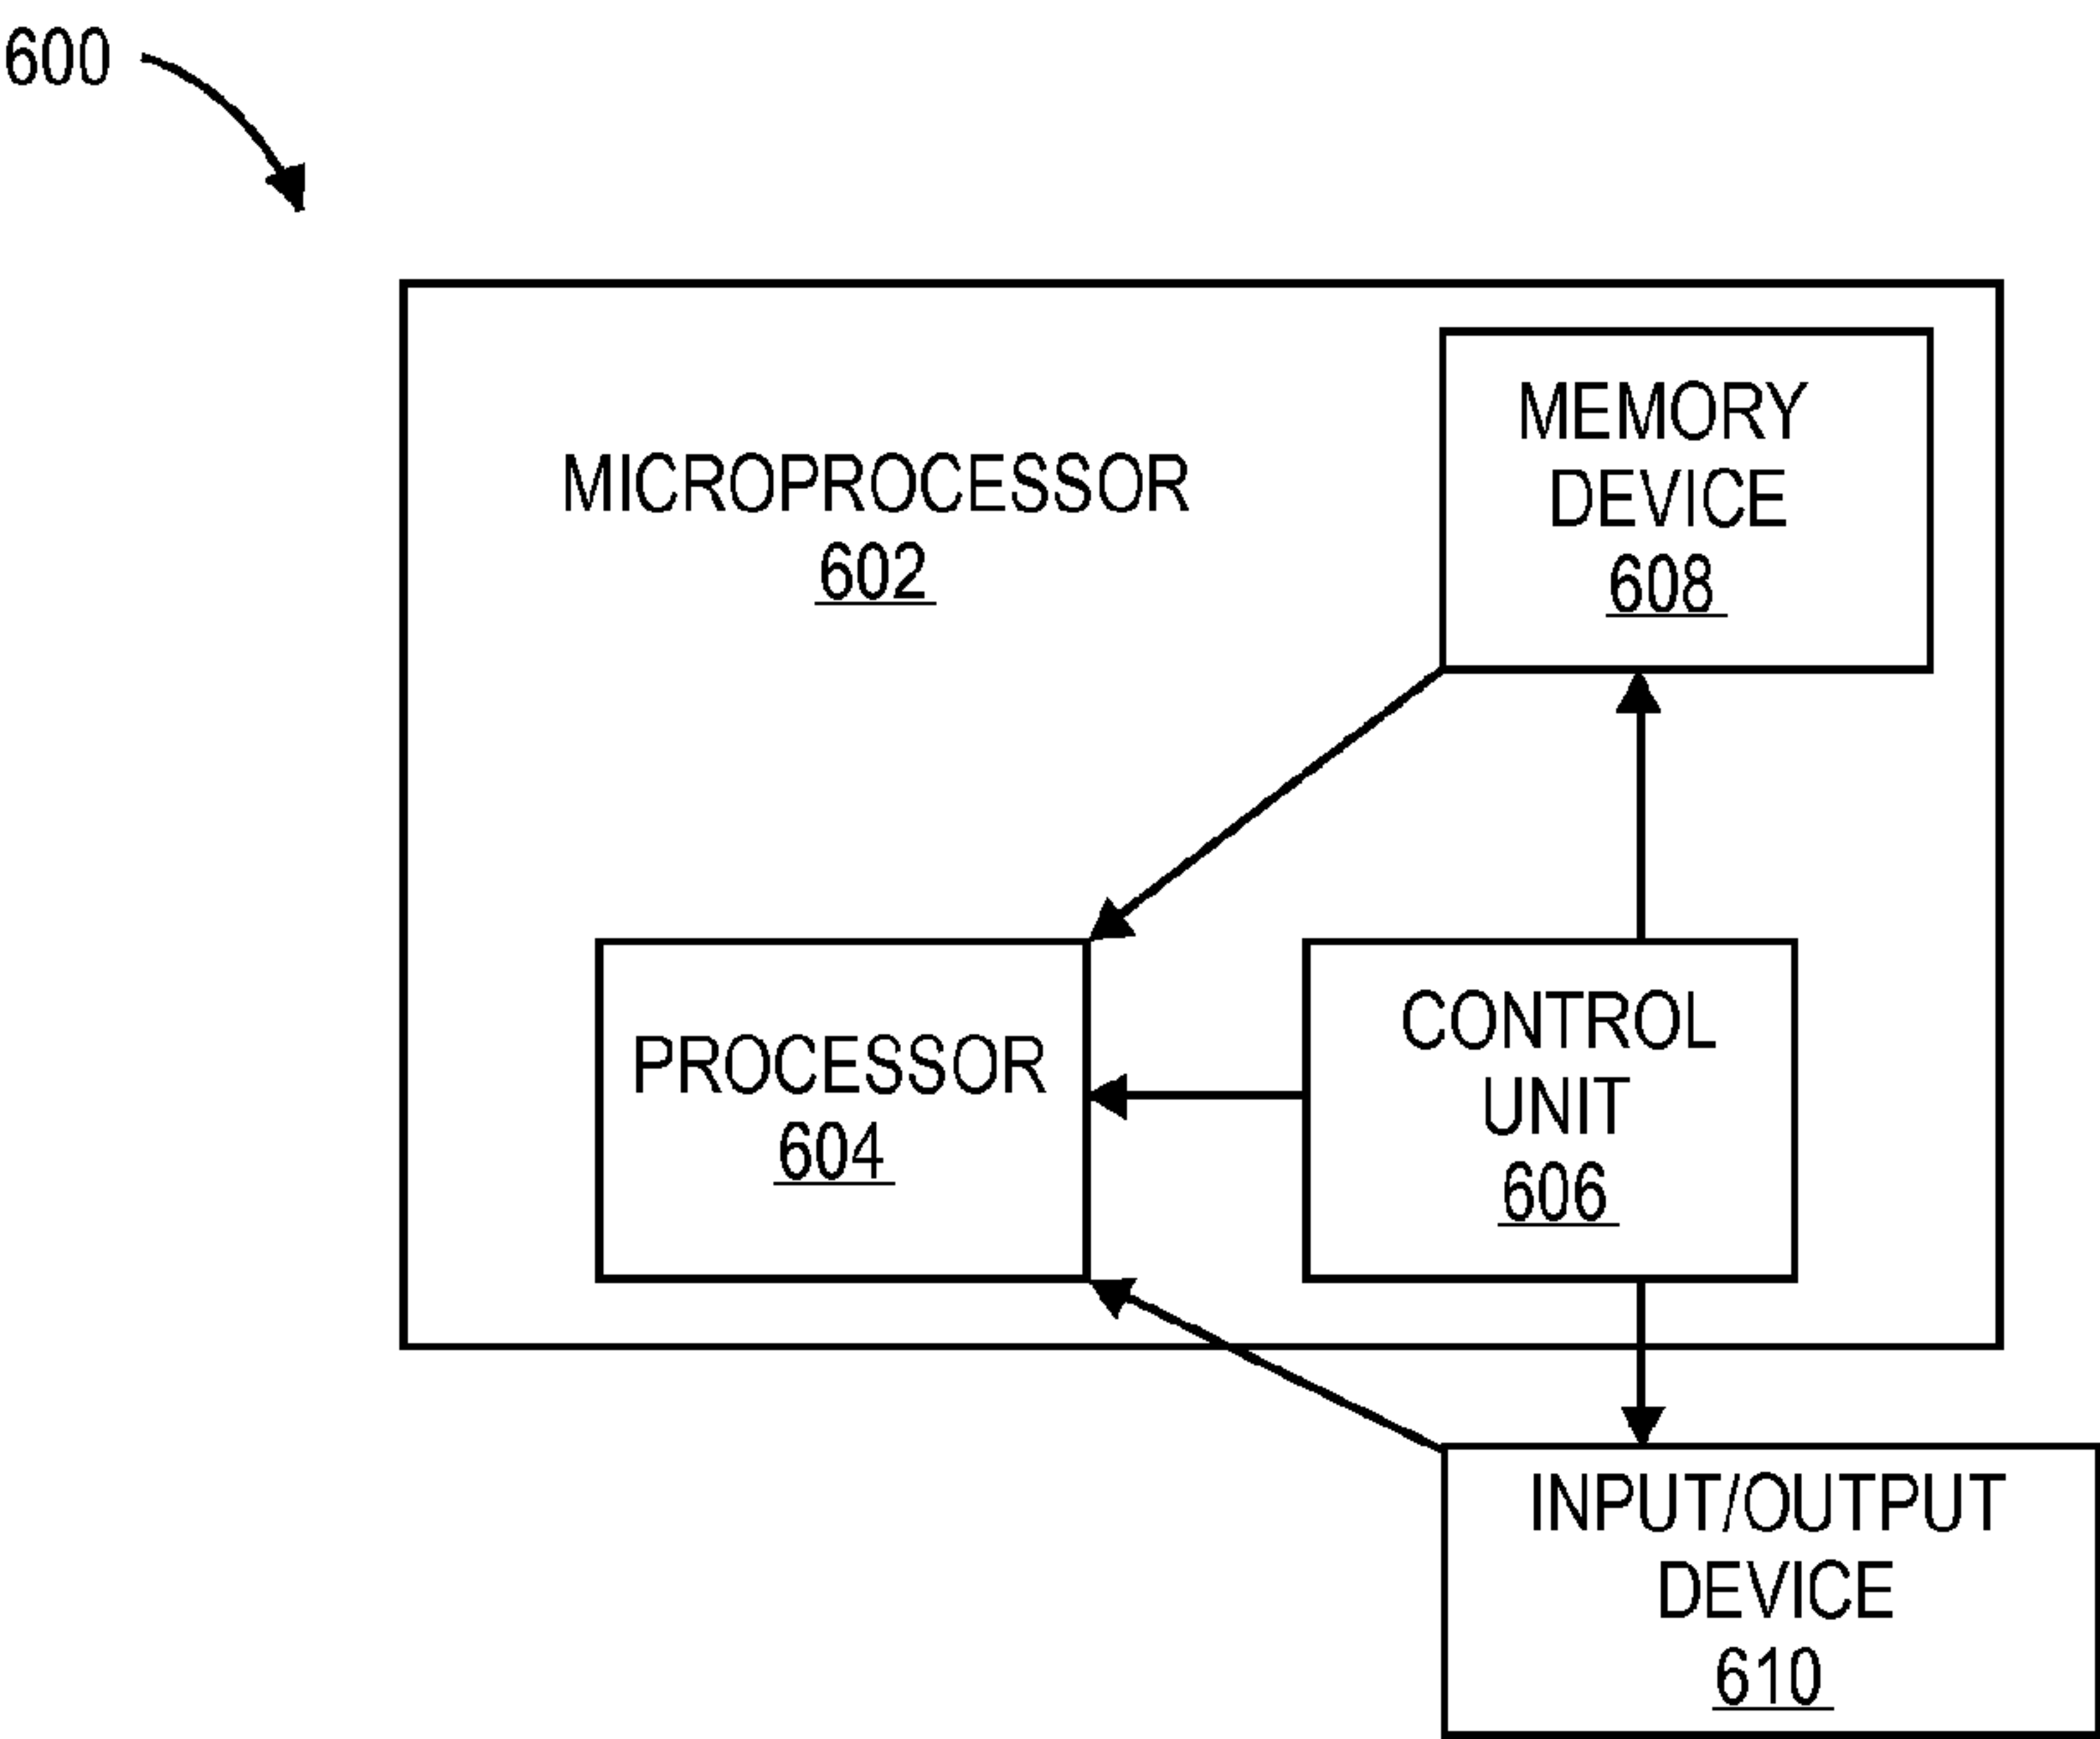 600
MICROPROCESSOR
602
MEMORY
DEVICE
608
PROCESSOR
604
CONTROL
UNIT
606
INPUT/OUTPUT
DEVICE
610